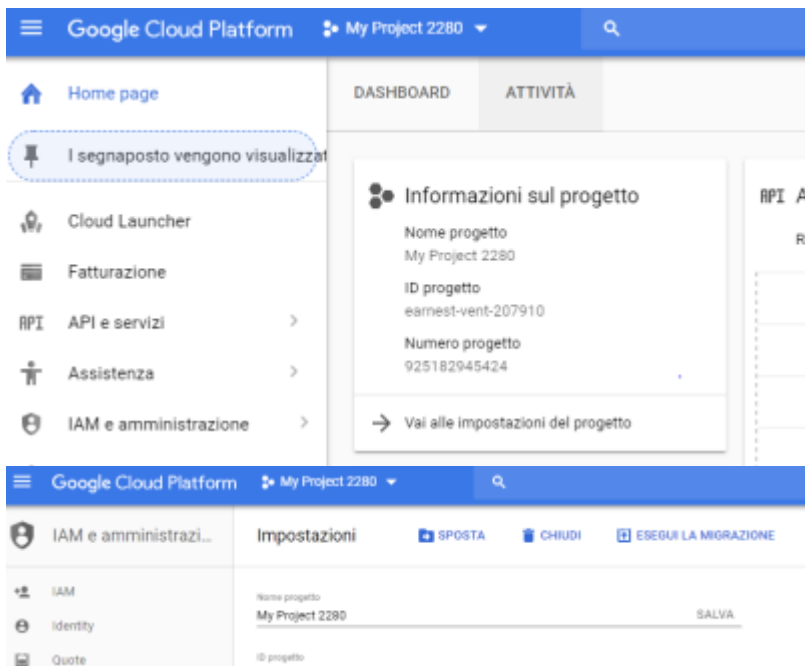 Google Cloud Platform My Project 2280
Home page
DASHBOARD ATTIVITÀ
I segnaposto vengono visualizzat
Cloud Launcher
Fatturazione
API API e servizi
Assistenza
IAM e amministrazione
Informazioni sul progetto
Nome progetto
My Project 2280
ID progetto
earnest-vent-207910
Numero progetto
925182945424
Vai alle impostazioni del progetto
API A
R
Google Cloud Platform My Project 2280
IAM e amministrazi...
Impostazioni SPOSTA CHIUDI ESEGUI LA MIGRAZIONE
IAM
Identity
Quote
Nome progetto
My Project 2280 SALVA
ID progetto